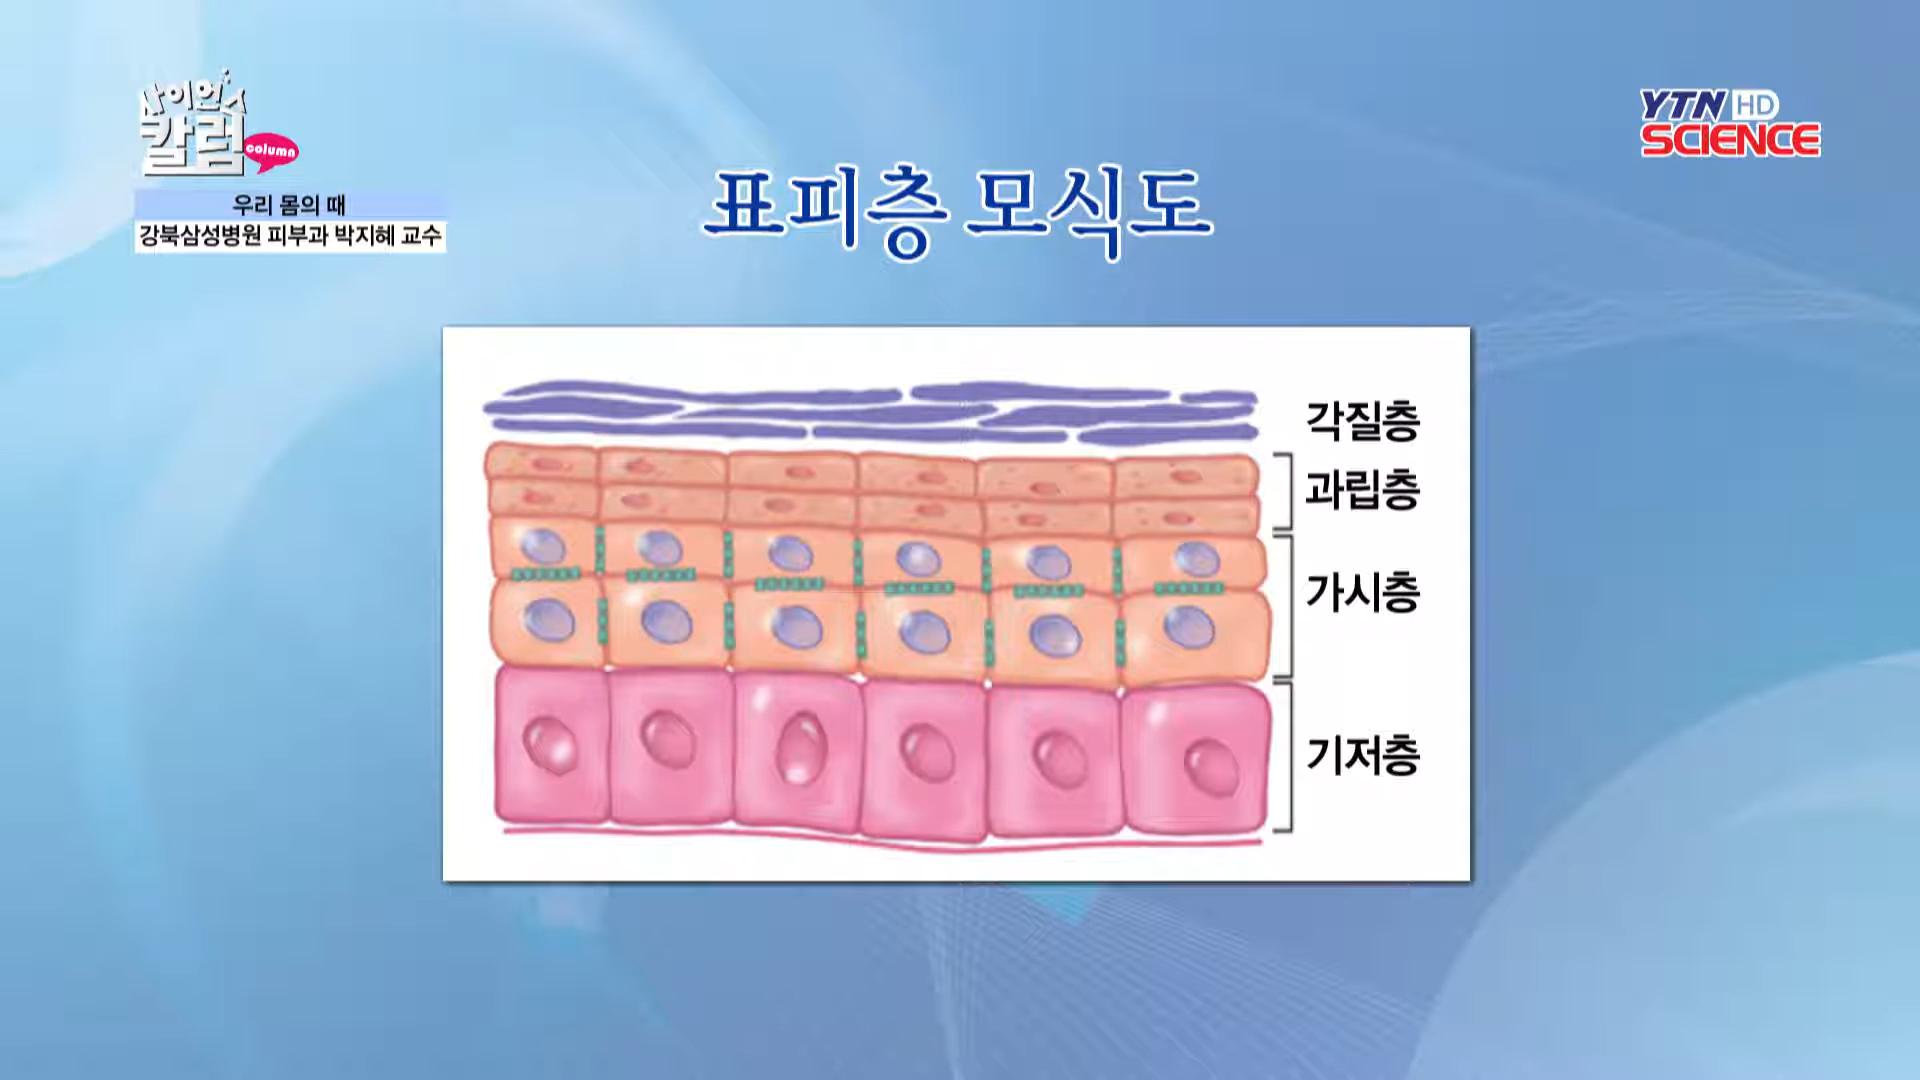 사이언스
칼럼 column
우리 몸의 때
강북삼성병원 피부과 박지혜 교수
YTN HD
SCIENCE
표피층 모식도
각질층
과립층
가시층
기저층